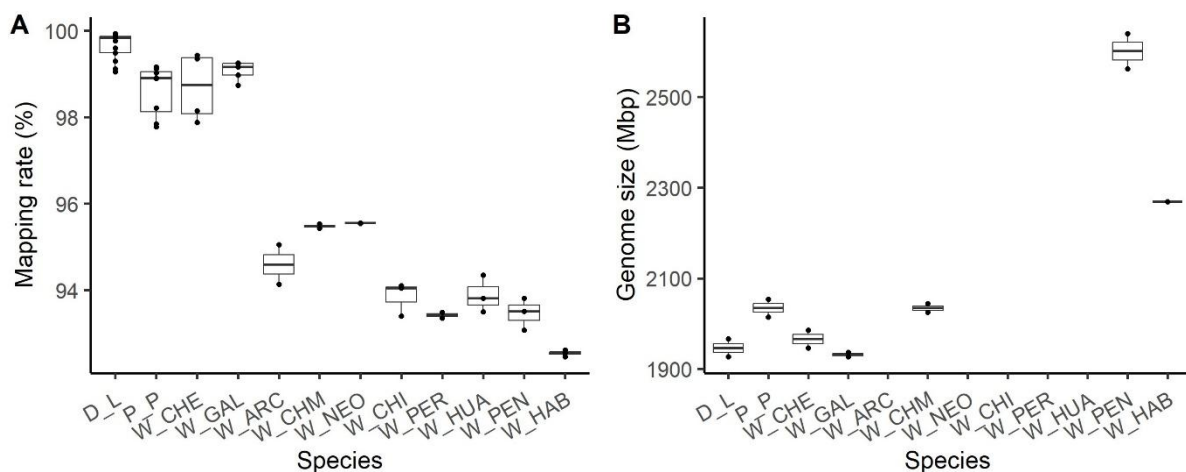 A
Mapping rate (%)
100
98
96
94
D_L
P_P
W_CHE
W_GAL
W_ARC
W_CHM
W_NEO
W_CHI
W_PER
W_HUA
W_PEN
W_HAB
Species
B
Genome size (Mbp)
2500
2300
2100
1900
D_L
P_P
W_CHE
W_GAL
W_ARC
W_CHM
W_NEO
W_CHI
W_PER
W_HUA
W_PEN
W_HAB
Species